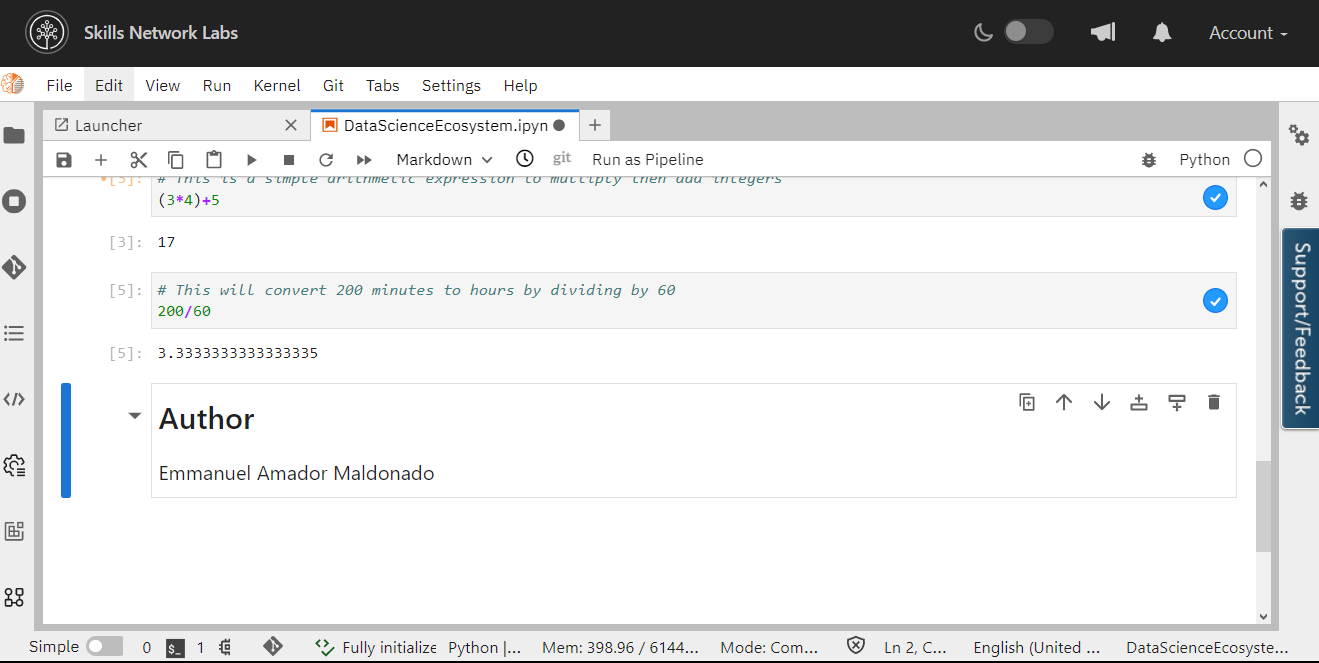 Skills Network Labs
Account
File Edit View Run Kernel Git Tabs Settings Help
Launcher
DataScienceEcosystem.ipyn
Markdown
git
Run as Pipeline
Python
[3]: # This is a simple arithmetic expression to multiply then add integers
(3*4)+5
[3]: 17
[5]: # This will convert 200 minutes to hours by dividing by 60
200/60
[5]: 3.3333333333333335
Author
Emmanuel Amador Maldonado
Support/Feedback
Simple 0 $_ 1 Fully initialize Python |... Mem: 398.96 / 6144... Mode: Com... Ln 2, C... English (United ... DataScienceEcosyste...